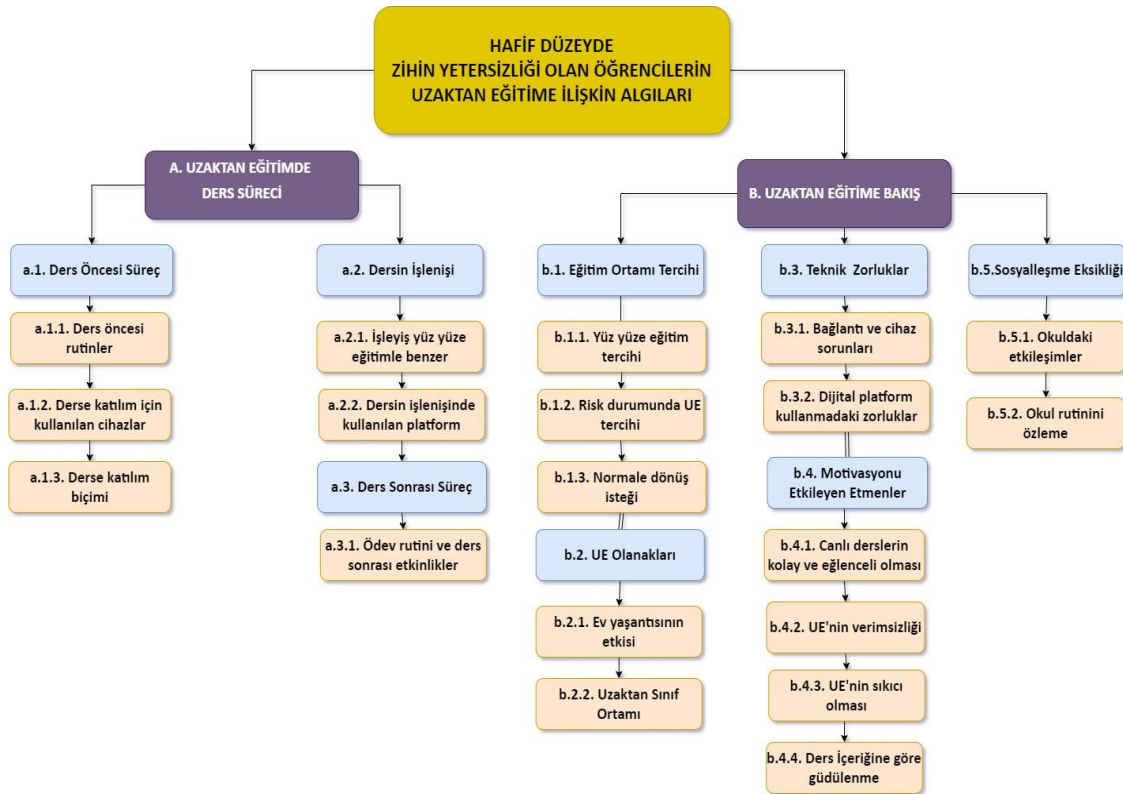 HAFİF DÜZEYDE
ZİHİN YETERSİZLİĞİ OLAN ÖĞRENCİLERİN
UZAKTAN EĞİTİME İLİŞKİN ALGILARI
A. UZAKTAN EĞİTİMDE
DERS SÜRECİ
a.1. Ders Öncesi Süreç
a.1.1. Ders öncesi
rutinler
a.1.2. Derse katılım için
kullanılan cihazlar
a.1.3. Derse katılım
biçimi
a.2. Dersin İşlenişi
a.2.1. İşleyiş yüz yüze
eğitimle benzer
a.2.2. Dersin işlenişinde
kullanılan platform
a.3. Ders Sonrası Süreç
a.3.1. Ödev rutini ve ders
sonrası etkinlikler
B. UZAKTAN EĞİTİME BAKIŞ
b.1. Eğitim Ortamı Tercihi
b.1.1. Yüz yüze eğitim
tercihi
b.1.2. Risk durumunda UE
tercihi
b.1.3. Normale dönüş
isteği
b.2. UE Olanakları
b.2.1. Ev yaşantısının
etkisi
b.2.2. Uzaktan Sınıf
Ortamı
b.3. Teknik Zorluklar
b.3.1. Bağlantı ve cihaz
sorunları
b.3.2. Dijital platform
kullanmadaki zorluklar
b.4. Motivasyonu
Etkileyen Etmenler
b.4.1. Canlı derslerin
kolay ve eğlenceli olması
b.4.2. UE'nin verimsizliği
b.4.3. UE'nin sıkıcı
olması
b.4.4. Ders İçeriğine göre
güdülenme
b.5.Sosyalleşme Eksikliği
b.5.1. Okuldaki
etkileşimler
b.5.2. Okul rutinini
özleme